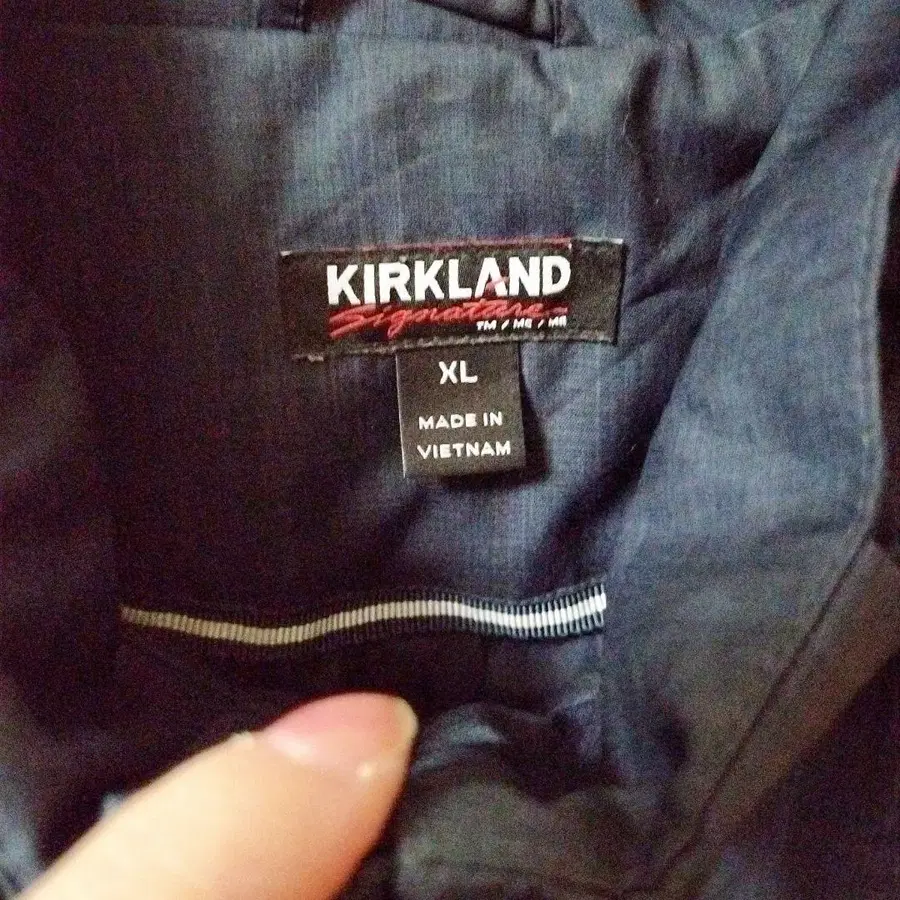 KIRKLAND
Signature
TM / MC / MR
XL
MADE IN
VIETNAM